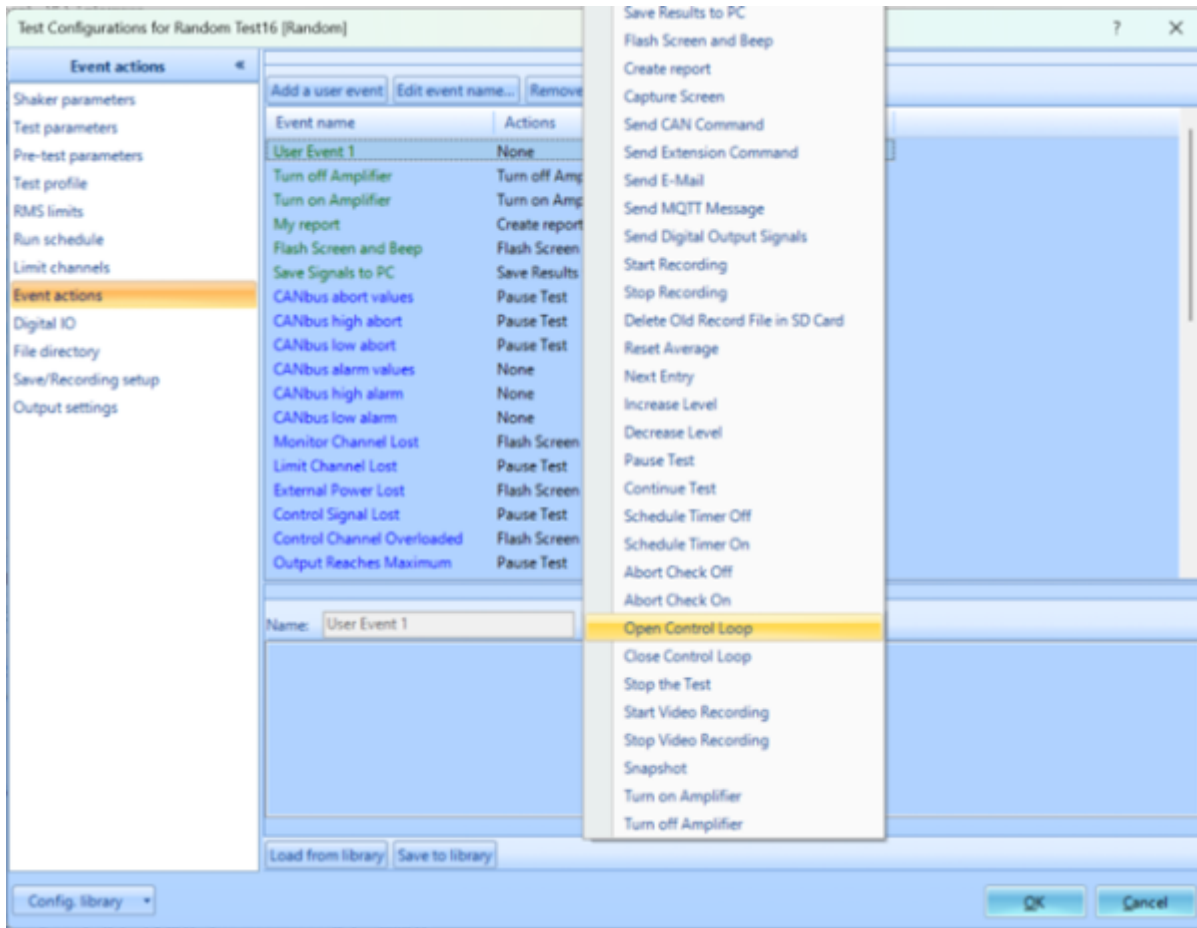 Test Configurations for Random Test16 [Random]
?
Event actions
Shaker parameters
Test parameters
Pre-test parameters
Test profile
RMS limits
Run schedule
Limit channels
Event actions
Digital IO
File directory
Save/Recording setup
Output settings
Add a user event
Edit event name...
Remove
Event name Actions
User Event 1 None
Turn off Amplifier Turn off Amp
Turn on Amplifier Turn on Amp
My report Create report
Flash Screen and Beep Flash Screen
Save Signals to PC Save Results
CANbus abort values Pause Test
CANbus high abort Pause Test
CANbus low abort Pause Test
CANbus alarm values None
CANbus high alarm None
CANbus low alarm None
Monitor Channel Lost Flash Screen
Limit Channel Lost Pause Test
External Power Lost Flash Screen
Control Signal Lost Pause Test
Control Channel Overloaded Flash Screen
Output Reaches Maximum Pause Test
Name: User Event 1
Load from library
Save to library
Save Results to PC
Flash Screen and Beep
Create report
Capture Screen
Send CAN Command
Send Extension Command
Send E-Mail
Send MQTT Message
Send Digital Output Signals
Start Recording
Stop Recording
Delete Old Record File in SD Card
Reset Average
Next Entry
Increase Level
Decrease Level
Pause Test
Continue Test
Schedule Timer Off
Schedule Timer On
Abort Check Off
Abort Check On
Open Control Loop
Close Control Loop
Stop the Test
Start Video Recording
Stop Video Recording
Snapshot
Turn on Amplifier
Turn off Amplifier
Config. library
OK
Cancel